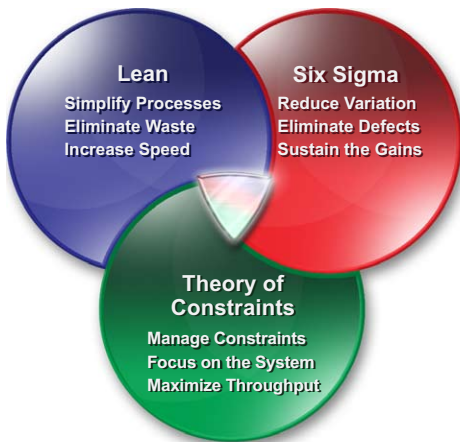 Lean
Simplify Processes
Eliminate Waste
Increase Speed
Six Sigma
Reduce Variation
Eliminate Defects
Sustain the Gains
Theory of
Constraints
Manage Constraints
Focus on the System
Maximize Throughput